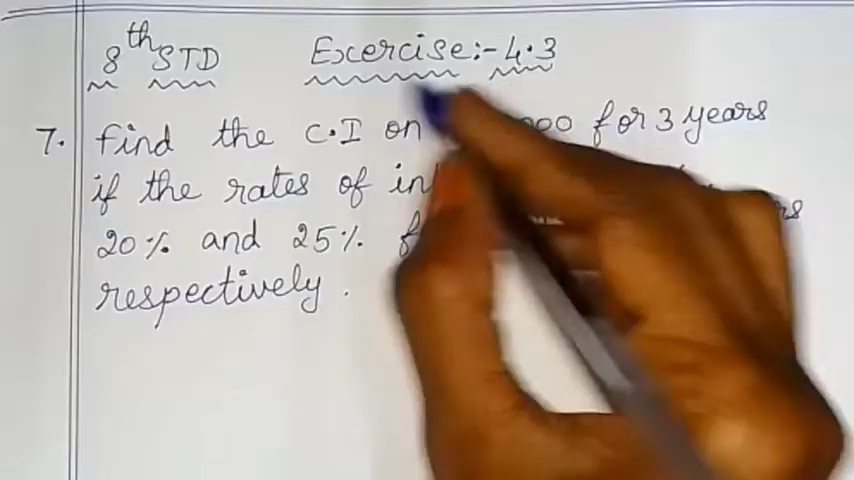 8th STD Exercise:- 4.3
7. Find the C.I on 000 for 3 years
if the rates of in
20% and 25% f
respectively.